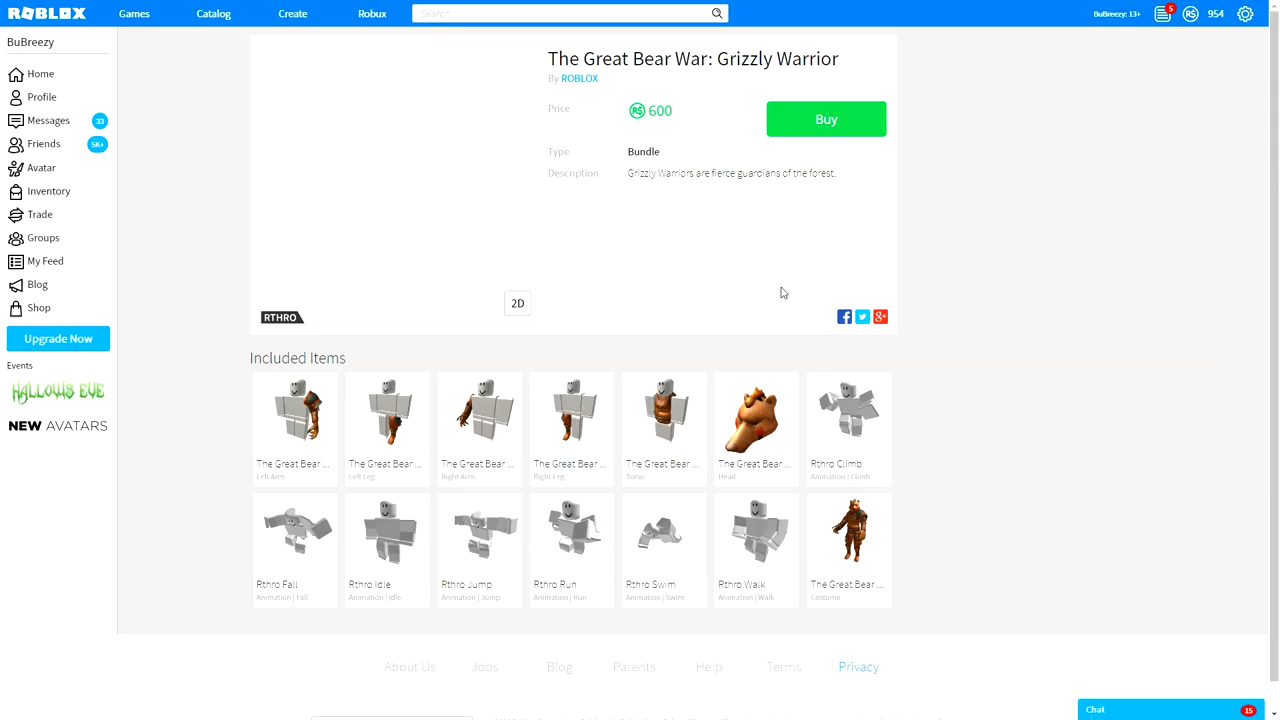 ROBLOX Games Catalog Create Robux Search BuBreezy: 13+ 5 R$ 954
BuBreezy
Home
Profile
Messages 33
Friends 5K+
Avatar
Inventory
Trade
Groups
My Feed
Blog
Shop
Upgrade Now
Events
HALLOW'S EVE
NEW AVATARS
The Great Bear War: Grizzly Warrior
By ROBLOX
Price R$ 600
Buy
Type Bundle
Description Grizzly Warriors are fierce guardians of the forest.
2D
RTHRO
Included Items
The Great Bear ... The Great Bear ... The Great Bear ... The Great Bear ... The Great Bear ... The Great Bear ... Rthro Climb
Left Arm Left Leg Right Arm Right Leg Torso Head Animation | Climb
Rthro Fall Rthro Idle Rthro Jump Rthro Run Rthro Swim Rthro Walk The Great Bear ...
Animation | Fall Animation | Idle Animation | Jump Animation | Run Animation | Swim Animation | Walk Costume
About Us Jobs Blog Parents Help Terms Privacy
Chat 15